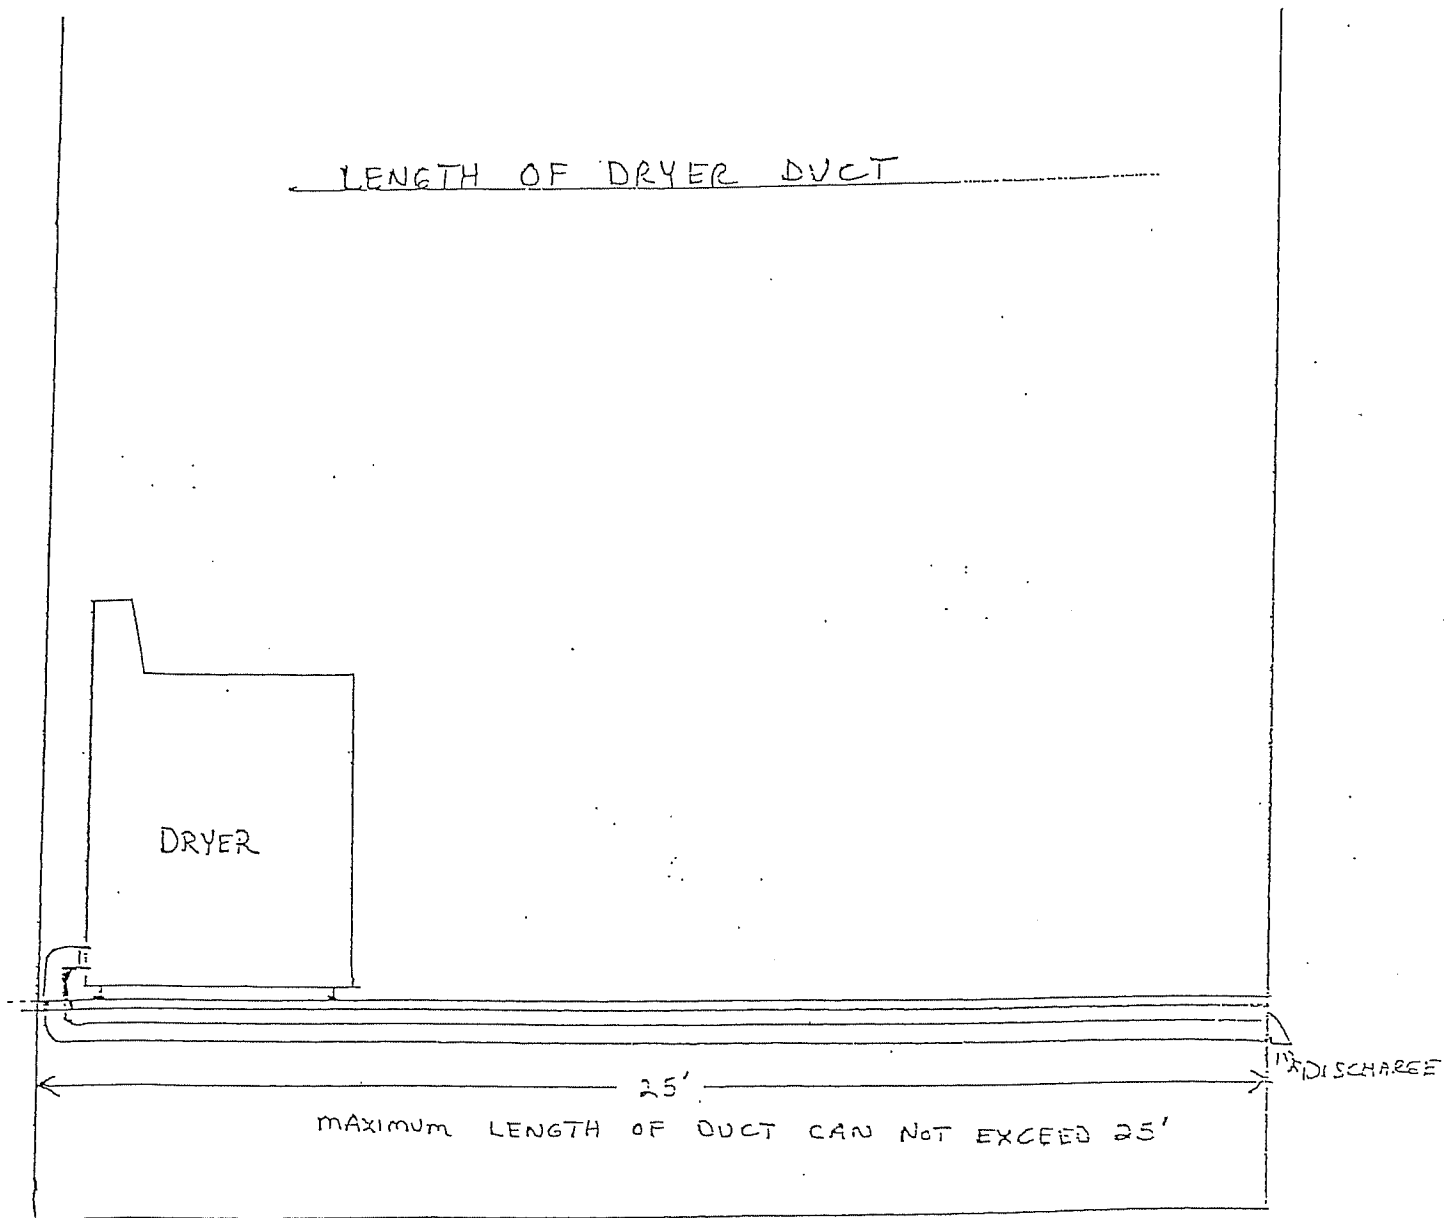 LENGTH OF DRYER DUCT
DRYER
DISCHARGE
25'
MAXIMUM LENGTH OF DUCT CAN NOT EXCEED 25'